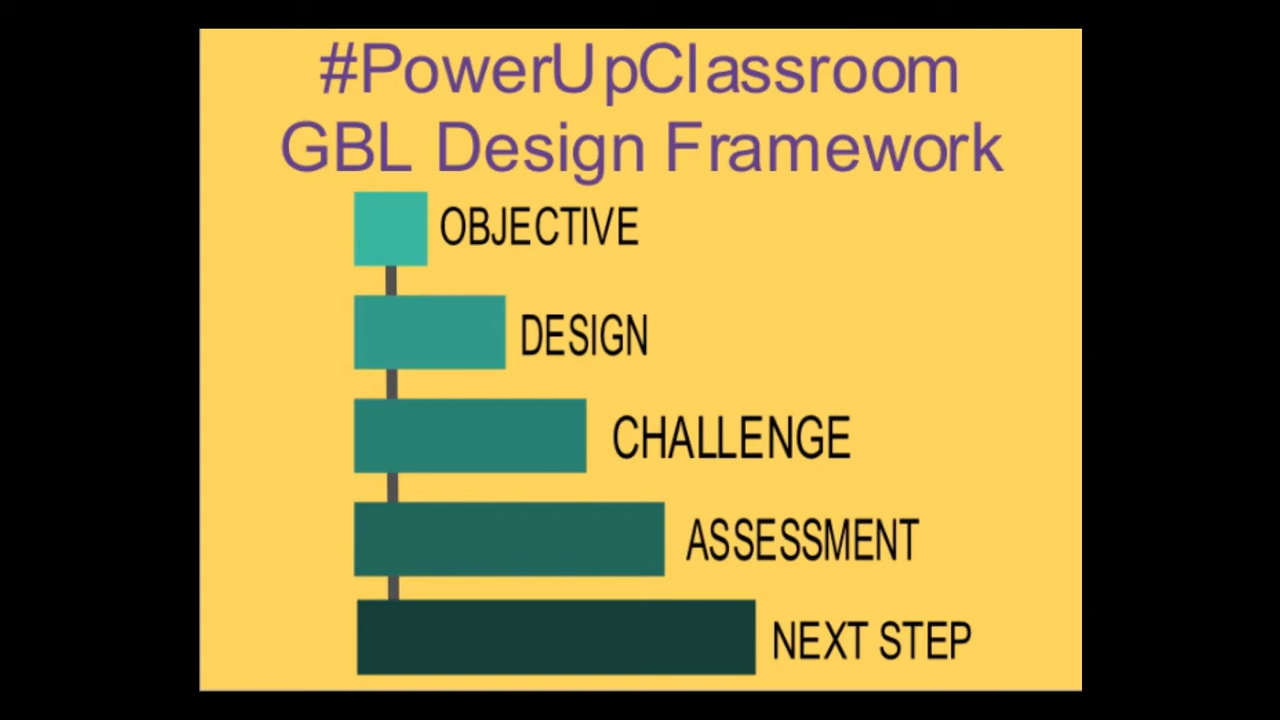 #PowerUpClassroom
GBL Design Framework
OBJECTIVE
DESIGN
CHALLENGE
ASSESSMENT
NEXT STEP